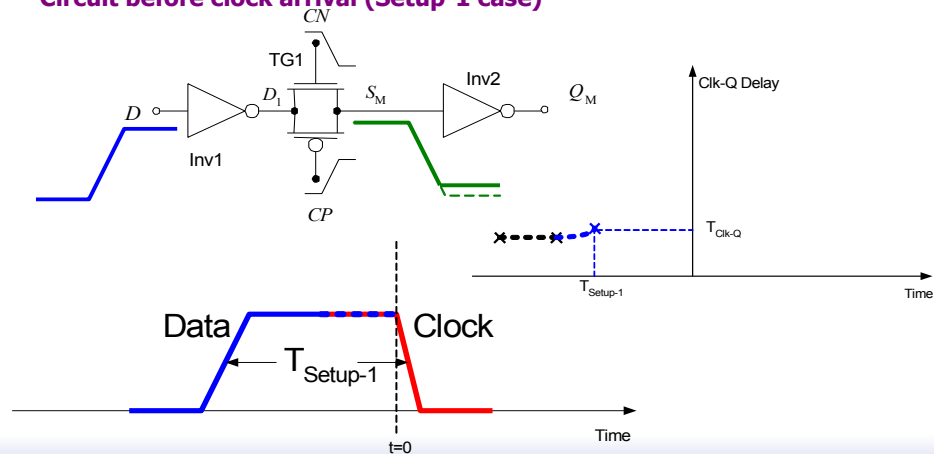 Circuit before clock arrival (Setup-1 case)
CN
TG1
Inv2
Clk-Q Delay
D
D1
SM
QM
Inv1
CP
TClk-Q
TSetup-1
Time
Data
Clock
TSetup-1
Time
t=0